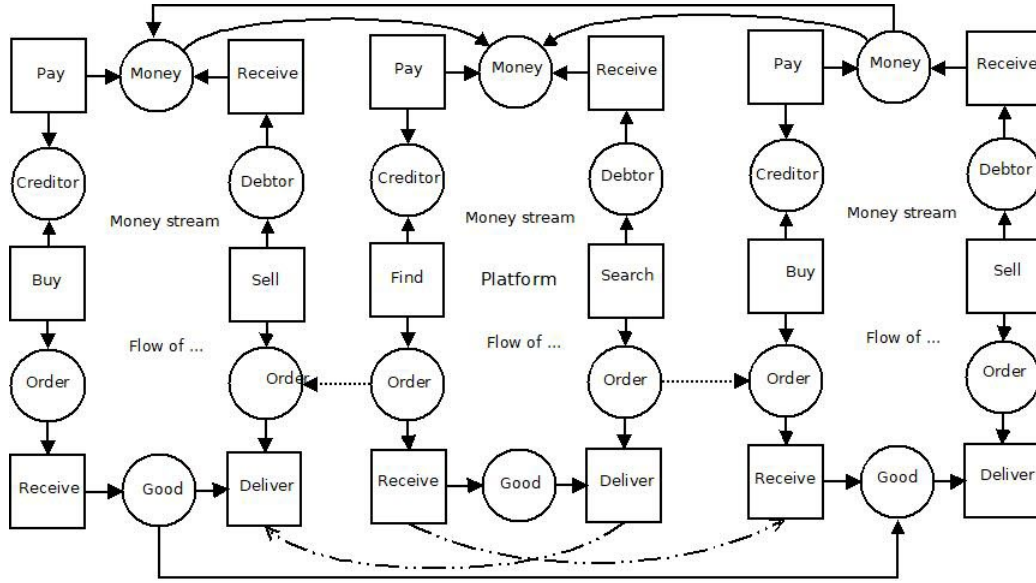 Pay
Money
Receive
Pay
Money
Receive
Pay
Money
Receive
Creditor
Debtor
Creditor
Debtor
Creditor
Debtor
Money stream
Money stream
Money stream
Buy
Sell
Find
Platform
Search
Buy
Sell
Flow of ...
Flow of ...
Flow of ...
Order
Order
Order
Order
Order
Order
Receive
Good
Deliver
Receive
Good
Deliver
Receive
Good
Deliver